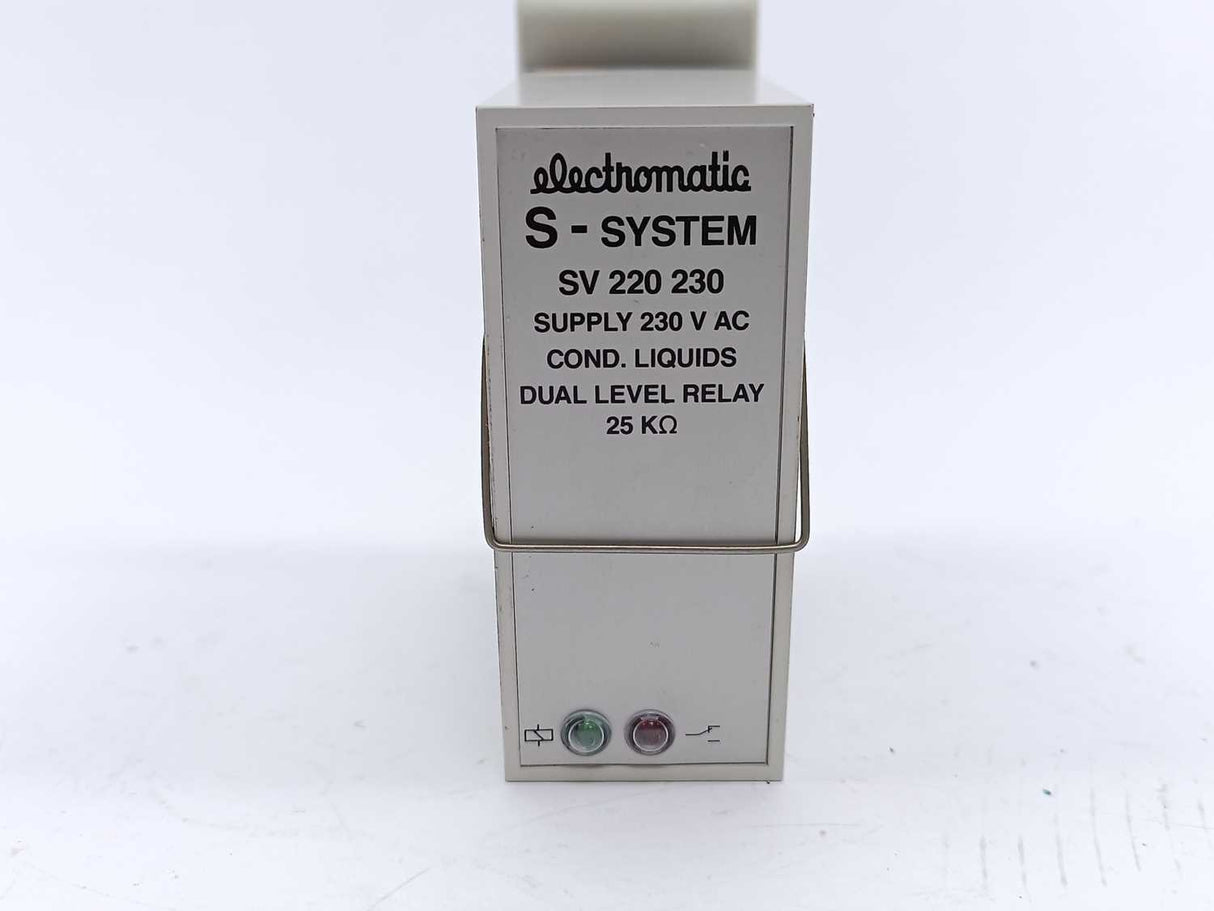 electromatic
S - SYSTEM
SV 220 230
SUPPLY 230 V AC
COND. LIQUIDS
DUAL LEVEL RELAY
25 KΩ